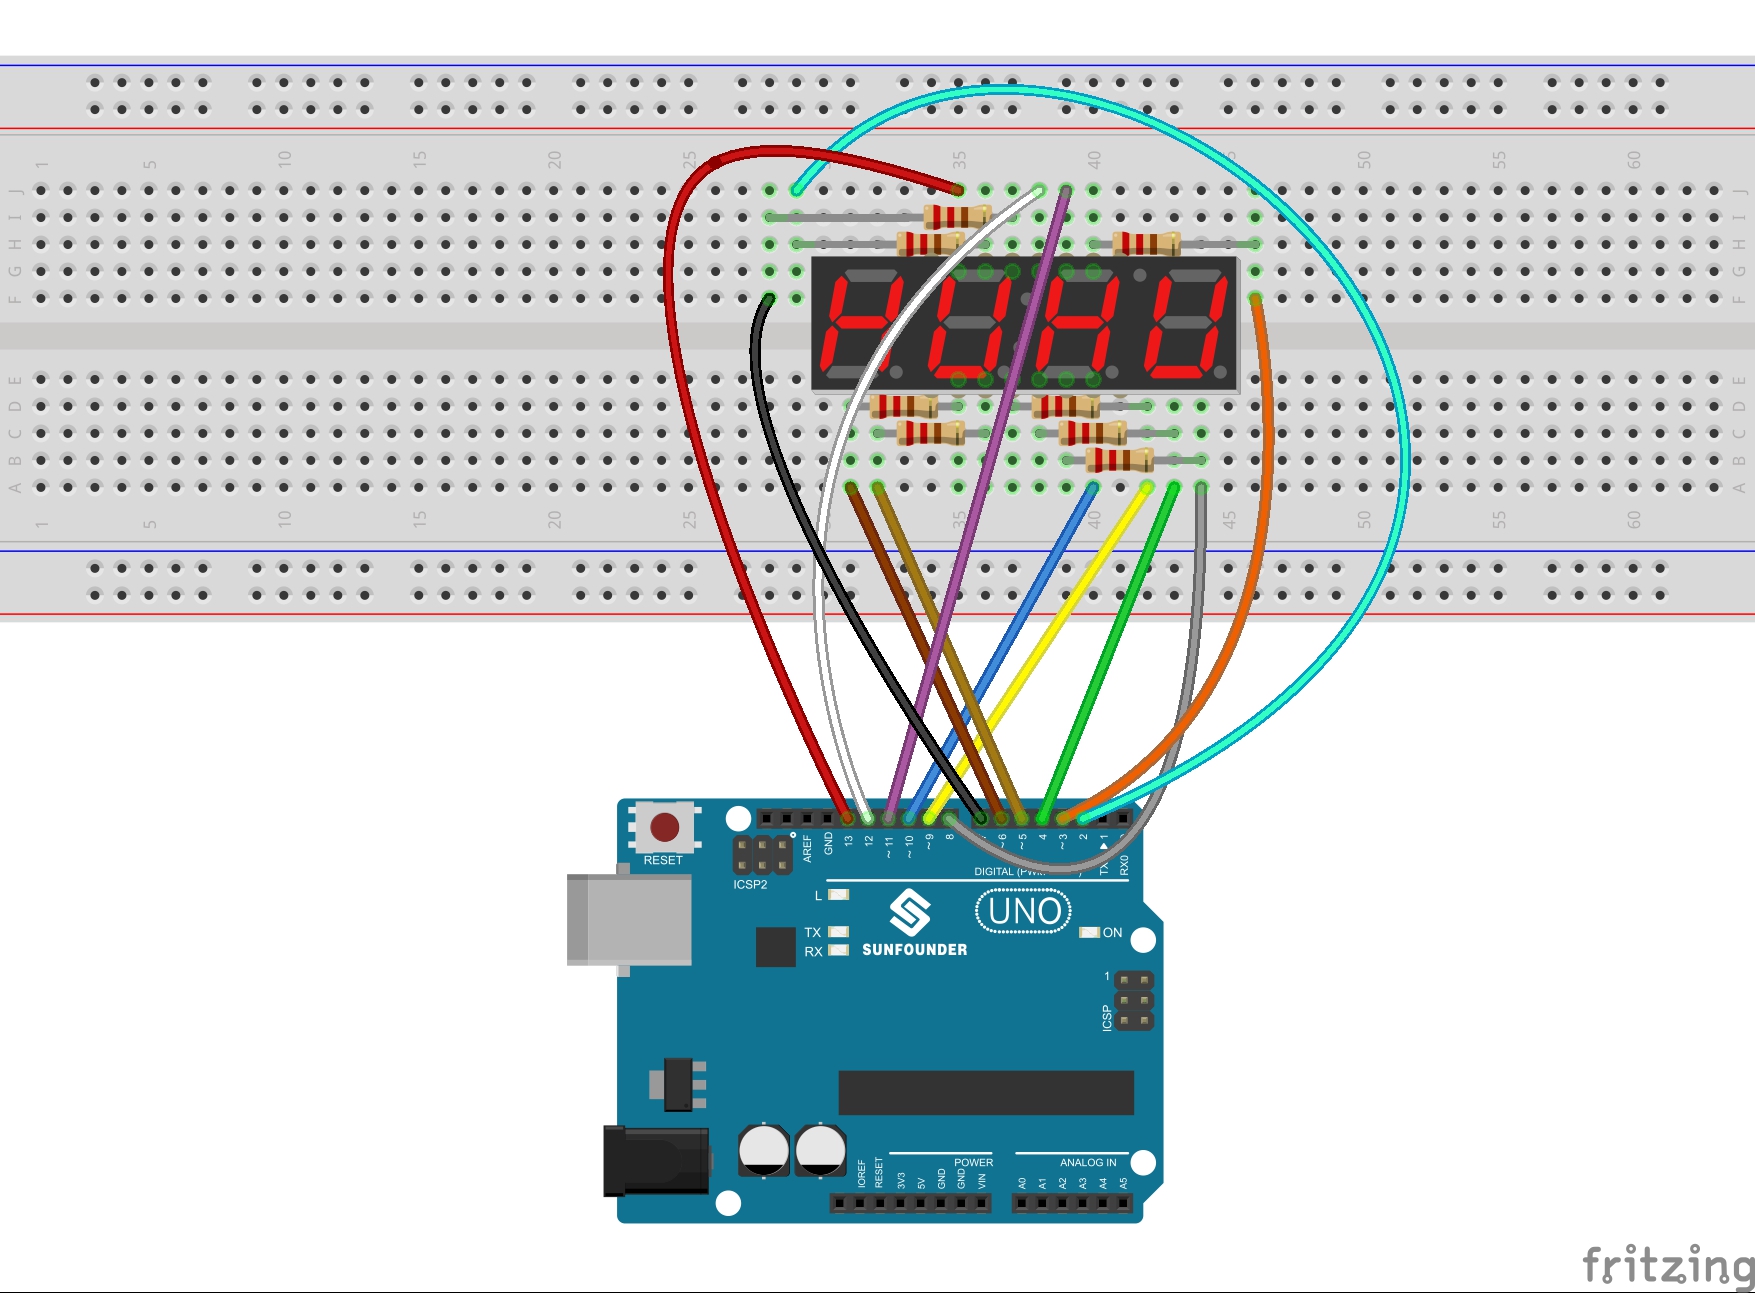 1 5 10 15 20 25 35 40 45 50 55 60
J J
I I
H H
G G
F F
E E
D D
C C
B B
A A
1 5 10 15 20 25 35 40 45 50 55 60
AREF GND 13 12 ~11 ~10 ~9 8 ~6 ~5 4 ~3 2 TX 1 RX0
RESET
ICSP2
DIGITAL
L
UNO
TX
RX
SUNFOUNDER
ON
1
ICSP
POWER ANALOG IN
IOREF RESET 3V3 5V GND GND VIN A0 A1 A2 A3 A4 A5
fritzing